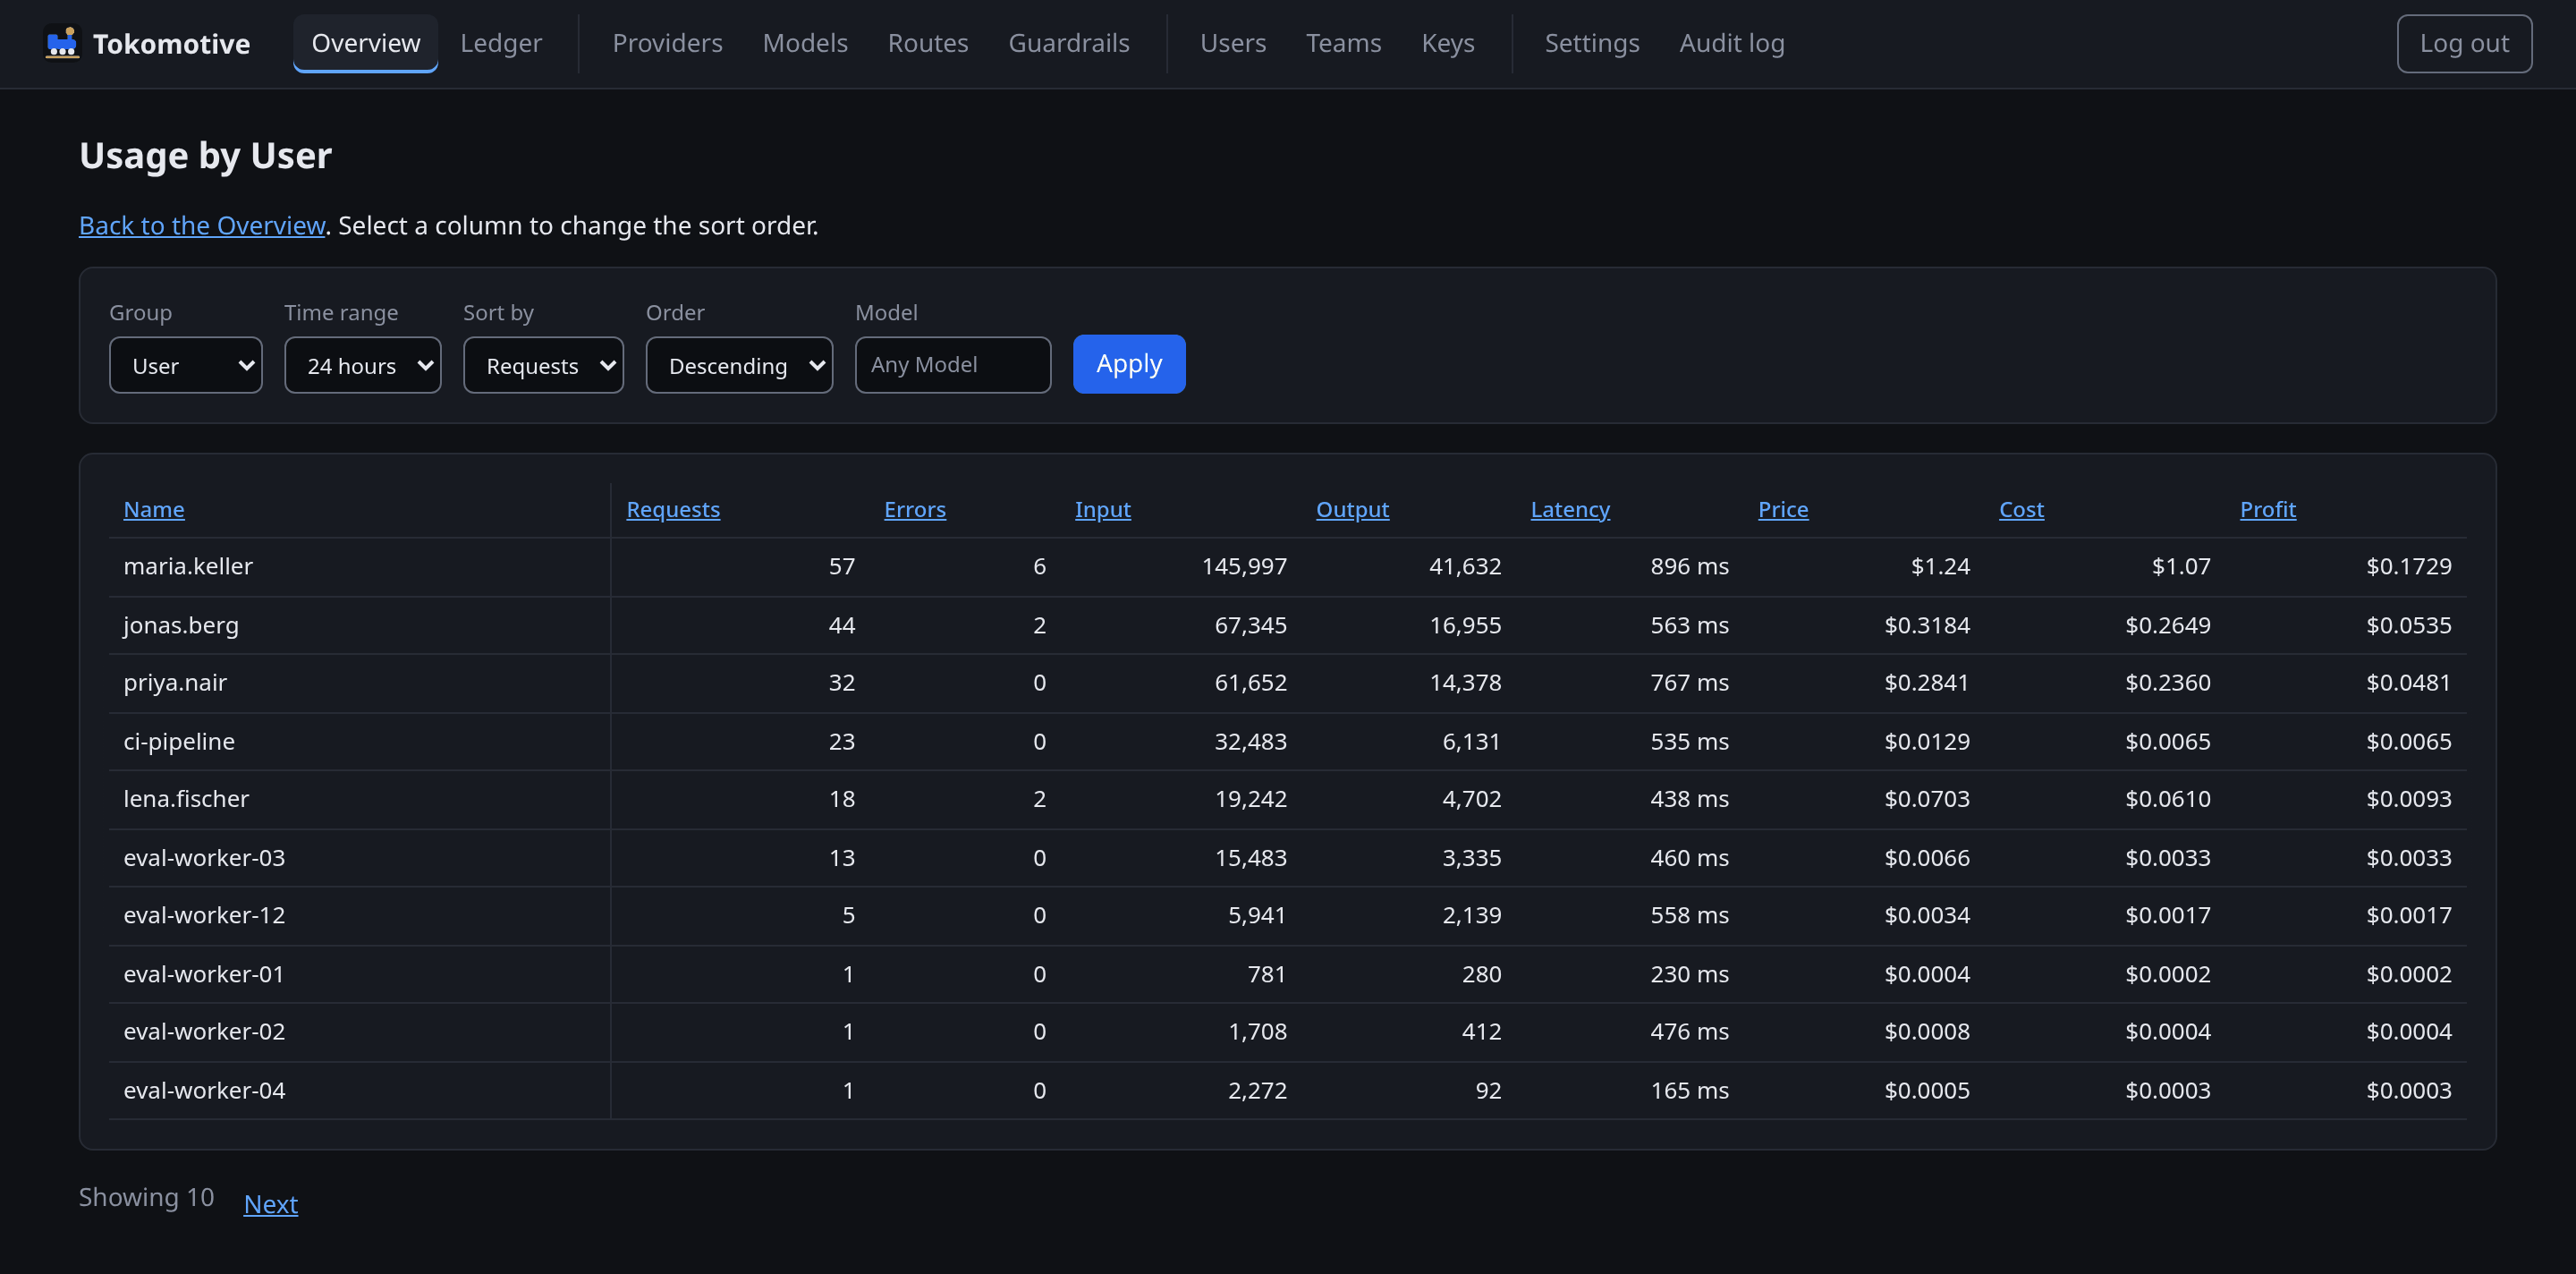 Tokomotive Overview Ledger Providers Models Routes Guardrails Users Teams Keys Settings Audit log Log out
Usage by User
Back to the Overview. Select a column to change the sort order.
Group Time range Sort by Order Model
User 24 hours Requests Descending Any Model Apply
Name Requests Errors Input Output Latency Price Cost Profit
maria.keller 57 6 145,997 41,632 896 ms $1.24 $1.07 $0.1729
jonas.berg 44 2 67,345 16,955 563 ms $0.3184 $0.2649 $0.0535
priya.nair 32 0 61,652 14,378 767 ms $0.2841 $0.2360 $0.0481
ci-pipeline 23 0 32,483 6,131 535 ms $0.0129 $0.0065 $0.0065
lena.fischer 18 2 19,242 4,702 438 ms $0.0703 $0.0610 $0.0093
eval-worker-03 13 0 15,483 3,335 460 ms $0.0066 $0.0033 $0.0033
eval-worker-12 5 0 5,941 2,139 558 ms $0.0034 $0.0017 $0.0017
eval-worker-01 1 0 781 280 230 ms $0.0004 $0.0002 $0.0002
eval-worker-02 1 0 1,708 412 476 ms $0.0008 $0.0004 $0.0004
eval-worker-04 1 0 2,272 92 165 ms $0.0005 $0.0003 $0.0003
Showing 10 Next